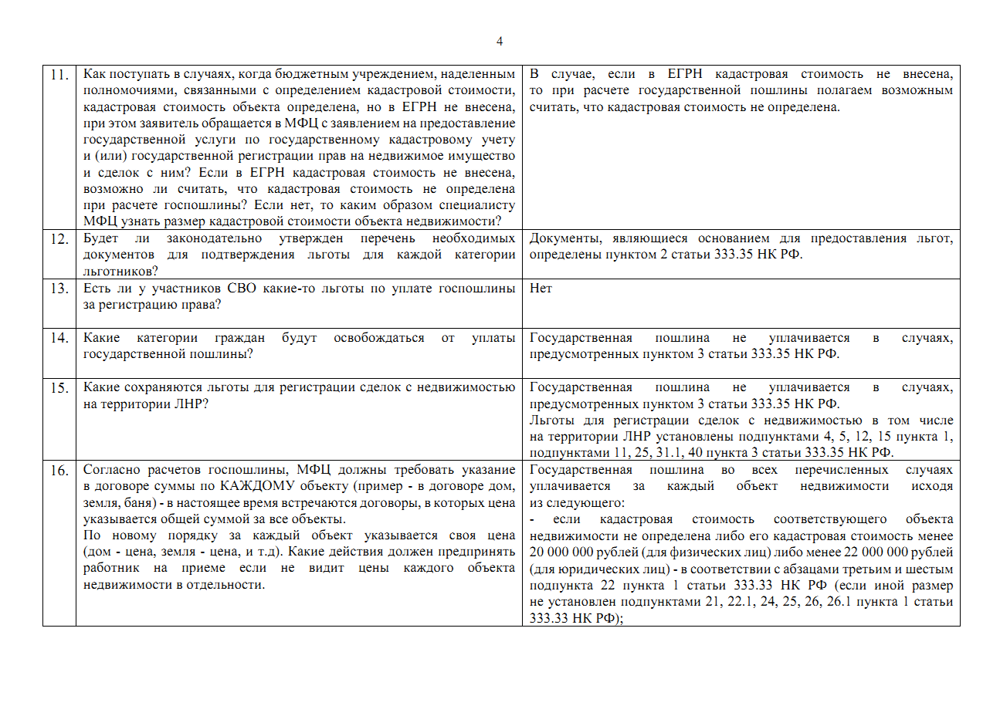 4
11.
Как поступать в случаях, когда бюджетным учреждением, наделенным
полномочиями, связанными с определением кадастровой стоимости,
кадастровая стоимость объекта определена, но в ЕГРН не внесена,
при этом заявитель обращается в МФЦ с заявлением на предоставление
государственной услуги по государственному кадастровому учету
и (или) государственной регистрации прав на недвижимое имущество
и сделок с ним? Если в ЕГРН кадастровая стоимость не внесена,
возможно ли считать, что кадастровая стоимость не определена
при расчете госпошлины? Если нет, то каким образом специалисту
МФЦ узнать размер кадастровой стоимости объекта недвижимости?
В случае, если в ЕГРН кадастровая стоимость не внесена,
то при расчете государственной пошлины полагаем возможным
считать, что кадастровая стоимость не определена.
12.
Будет ли законодательно утвержден перечень необходимых
документов для подтверждения льготы для каждой категории
льготников?
Документы, являющиеся основанием для предоставления льгот,
определены пунктом 2 статьи 333.35 НК РФ.
13.
Есть ли у участников СВО какие-то льготы по уплате госпошлины
за регистрацию права?
Нет
14.
Какие категории граждан будут освобождаться от уплаты
государственной пошлины?
Государственная пошлина не уплачивается в случаях,
предусмотренных пунктом 3 статьи 333.35 НК РФ.
15.
Какие сохраняются льготы для регистрации сделок с недвижимостью
на территории ЛНР?
Государственная пошлина не уплачивается в случаях,
предусмотренных пунктом 3 статьи 333.35 НК РФ.
Льготы для регистрации сделок с недвижимостью в том числе
на территории ЛНР установлены подпунктами 4, 5, 12, 15 пункта 1,
подпунктами 11, 25, 31.1, 40 пункта 3 статьи 333.35 НК РФ.
16.
Согласно расчетов госпошлины, МФЦ должны требовать указание
в договоре суммы по КАЖДОМУ объекту (пример - в договоре дом,
земля, баня) - в настоящее время встречаются договоры, в которых цена
указывается общей суммой за все объекты.
По новому порядку за каждый объект указывается своя цена
(дом - цена, земля - цена, и т.д). Какие действия должен предпринять
работник на приеме если не видит цены каждого объекта
недвижимости в отдельности.
Государственная пошлина во всех перечисленных случаях
уплачивается за каждый объект недвижимости исходя
из следующего:
- если кадастровая стоимость соответствующего объекта
недвижимости не определена либо его кадастровая стоимость менее
20 000 000 рублей (для физических лиц) либо менее 22 000 000 рублей
(для юридических лиц) - в соответствии с абзацами третьим и шестым
подпункта 22 пункта 1 статьи 333.33 НК РФ (если иной размер
не установлен подпунктами 21, 22.1, 24, 25, 26, 26.1 пункта 1 статьи
333.33 НК РФ);